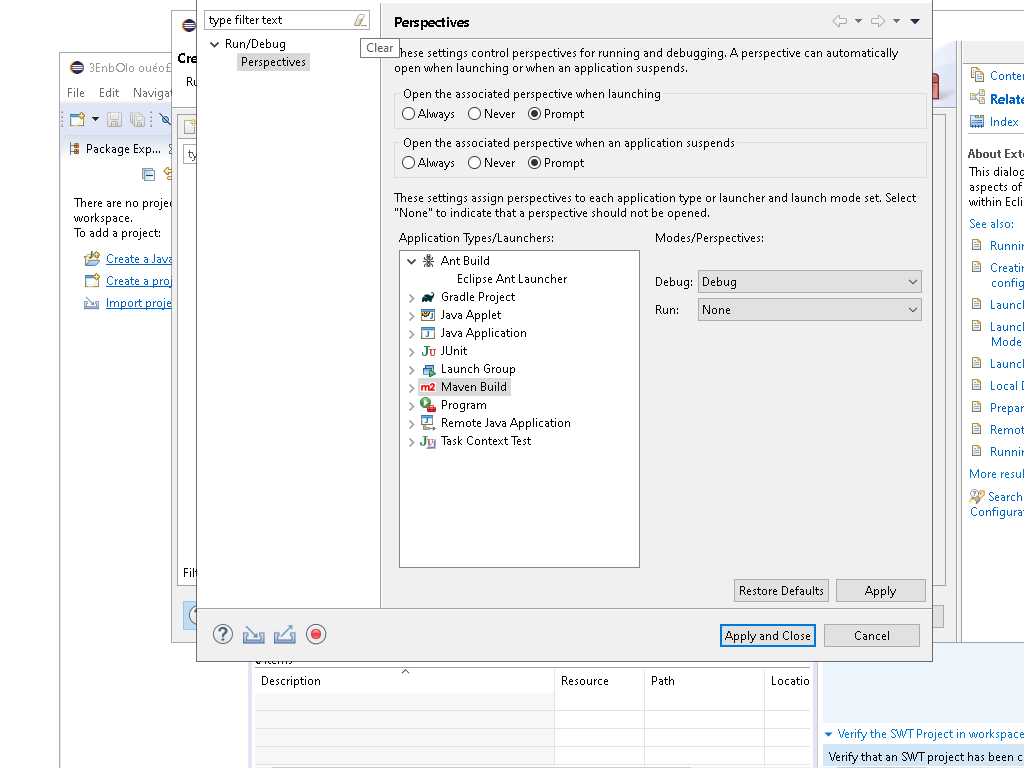 type filter text
Clear
Run/Debug
Perspectives
Perspectives
these settings control perspectives for running and debugging. A perspective can automatically
open when launching or when an application suspends.
Open the associated perspective when launching
Always
Never
Prompt
Open the associated perspective when an application suspends
Always
Never
Prompt
These settings assign perspectives to each application type or launcher and launch mode set. Select
"None" to indicate that a perspective should not be opened.
Application Types/Launchers:
Modes/Perspectives:
Ant Build
Eclipse Ant Launcher
Gradle Project
Java Applet
Java Application
JUnit
Launch Group
m2 Maven Build
Program
Remote Java Application
Task Context Test
Debug:
Debug
Run:
None
Restore Defaults
Apply
Apply and Close
Cancel
File
Edit
Navigat
Package Exp...
There are no proje
workspace.
To add a project:
Create a Java
Create a proj
Import proje
Cre
Ru
ty
Filt
Conter
Relate
Index
About Exte
This dialog
aspects of
within Ecli
See also:
Runnin
Creatin
config
Launch
Launch
Mode
Launch
Local D
Prepar
Remot
Runnin
More resul
Search
Configurat
Description
Resource
Path
Locatio
Verify the SWT Project in workspace
Verify that an SWT project has been c